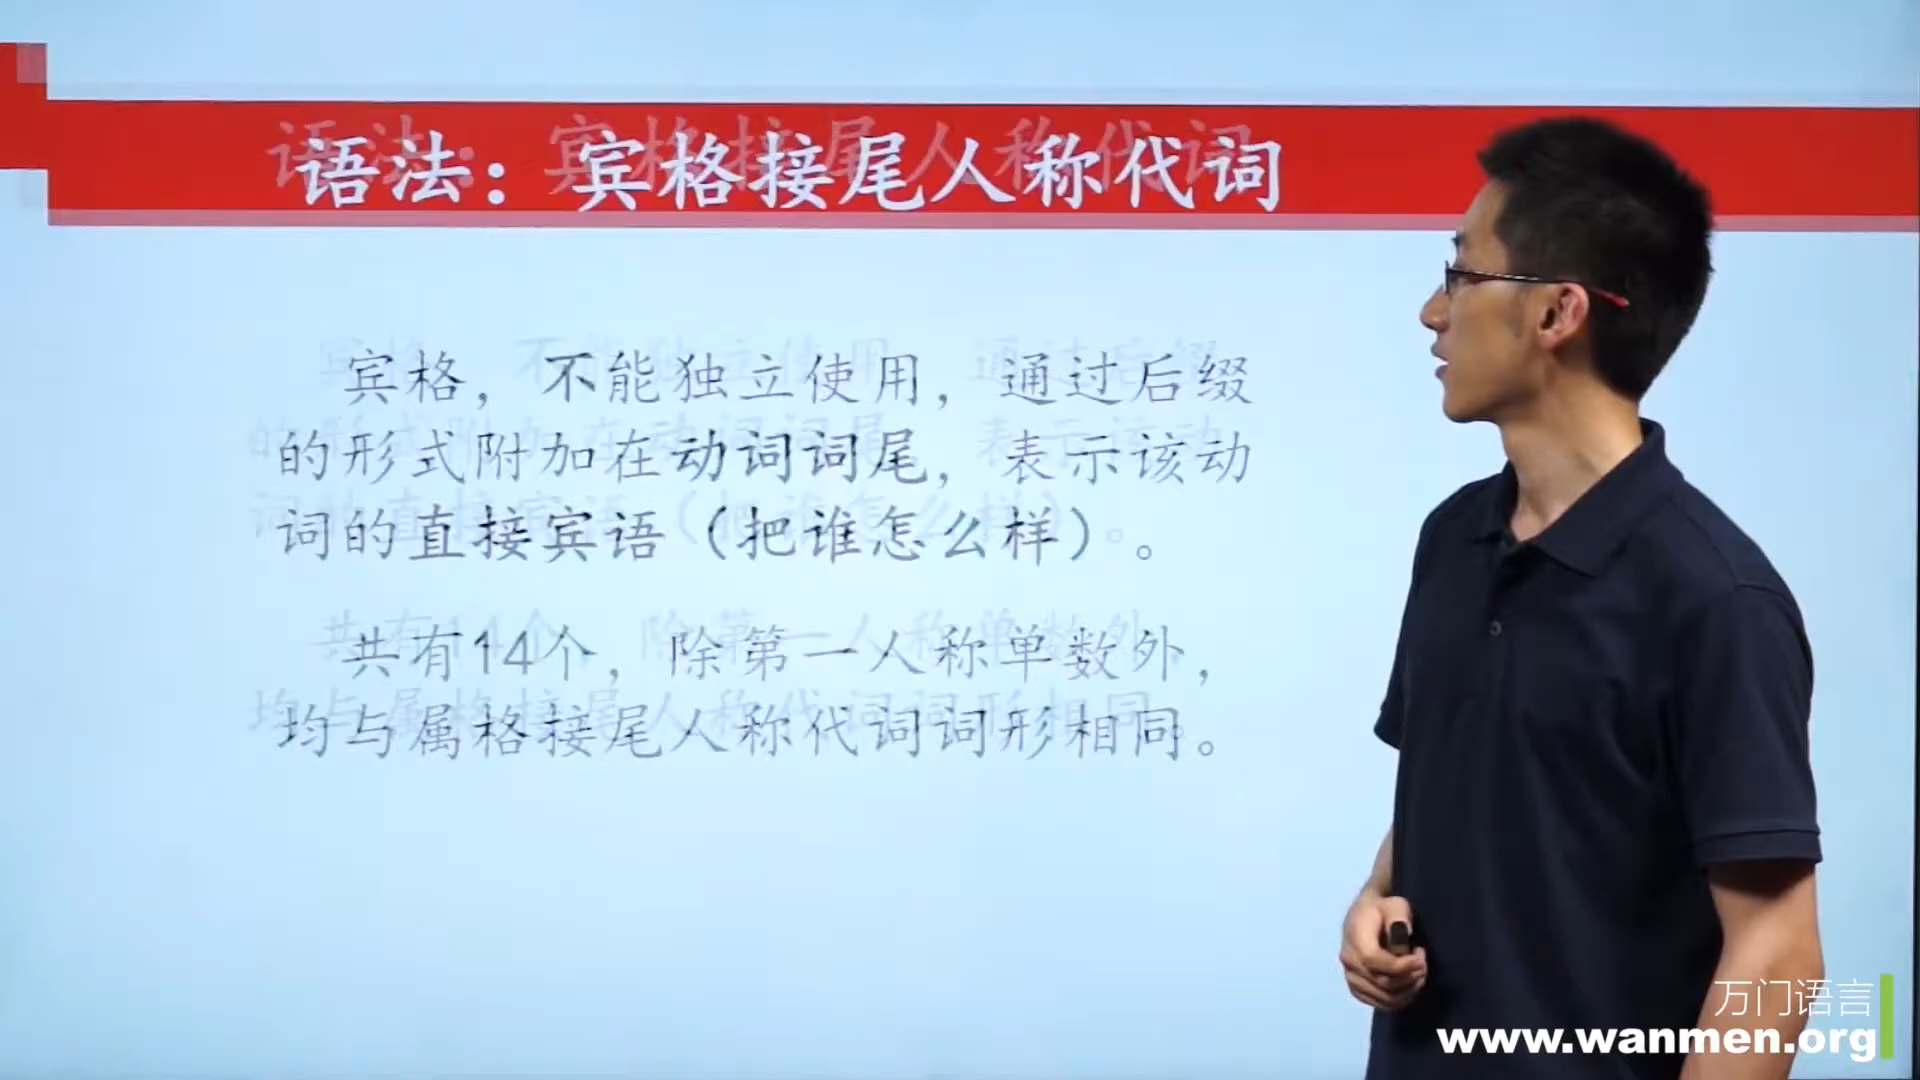 语法：宾格接尾人称代词
宾格，不能独立使用，通过后缀
的形式附加在动词词尾，表示该动
词的直接宾语（把谁怎么样）。
共有14个，除第一人称单数外，
均与属格接尾人称代词词形相同。
万门语言
www.wanmen.org